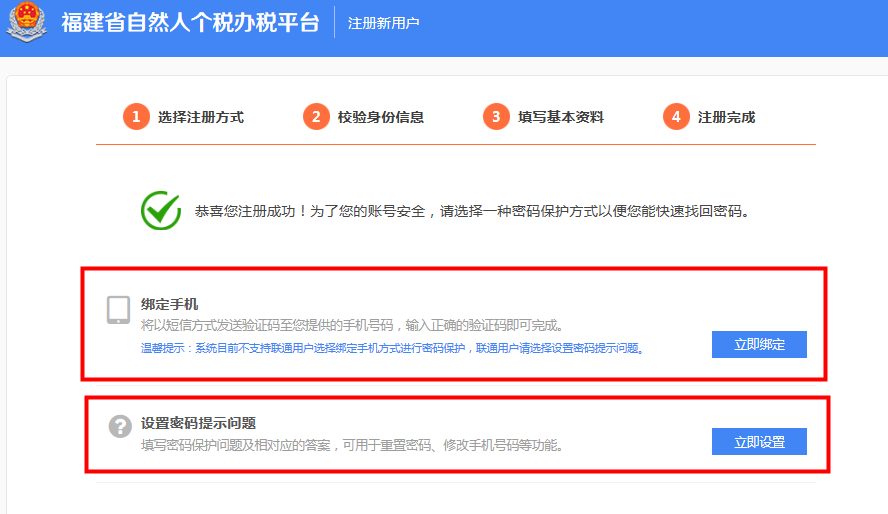 福建省自然人个税办税平台 注册新用户
1 选择注册方式 2 校验身份信息 3 填写基本资料 4 注册完成
恭喜您注册成功！为了您的账号安全，请选择一种密码保护方式以便您能快速找回密码。
绑定手机
将以短信方式发送验证码至您提供的手机号码，输入正确的验证码即可完成。
温馨提示：系统目前不支持联通用户选择绑定手机方式进行密码保护，联通用户请选择设置密码提示问题。
立即绑定
? 设置密码提示问题
填写密码保护问题及相对应的答案，可用于重置密码、修改手机号码等功能。
立即设置